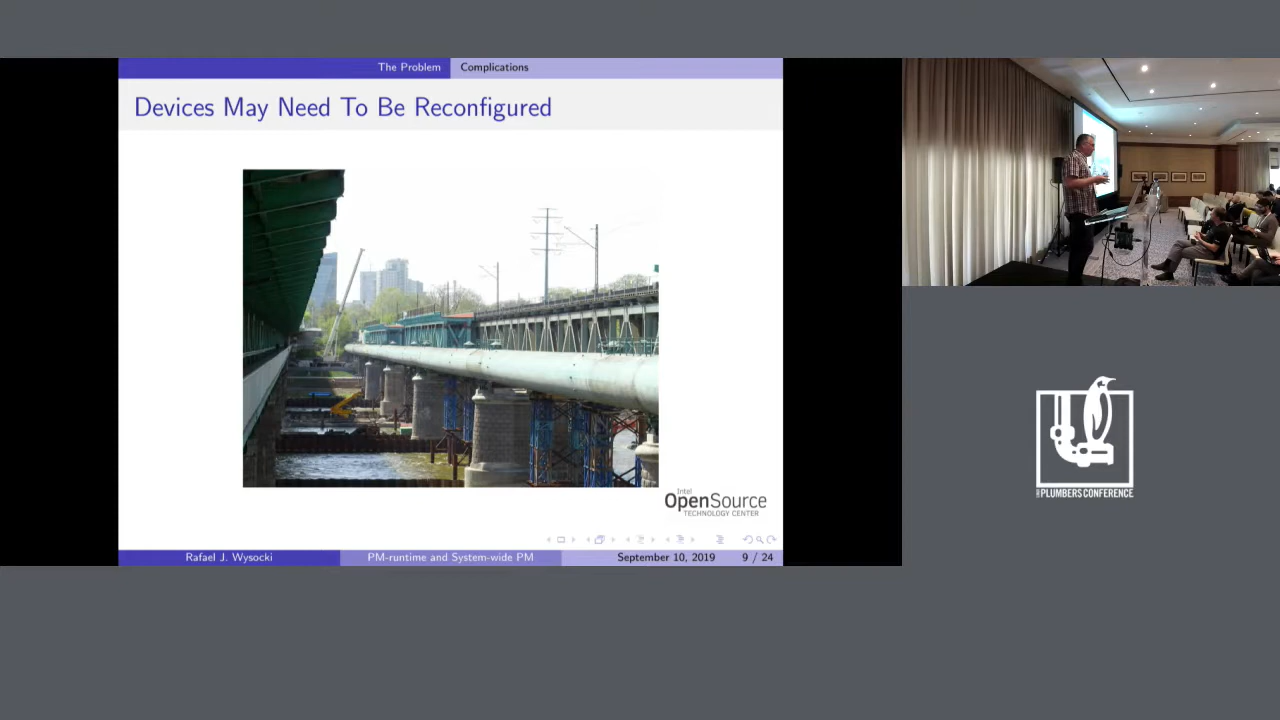 The Problem
Complications
Devices May Need To Be Reconfigured
Intel
OpenSource
TECHNOLOGY CENTER
Rafael J. Wysocki
PM-runtime and System-wide PM
September 10, 2019
9 / 24
PLUMBERS CONFERENCE